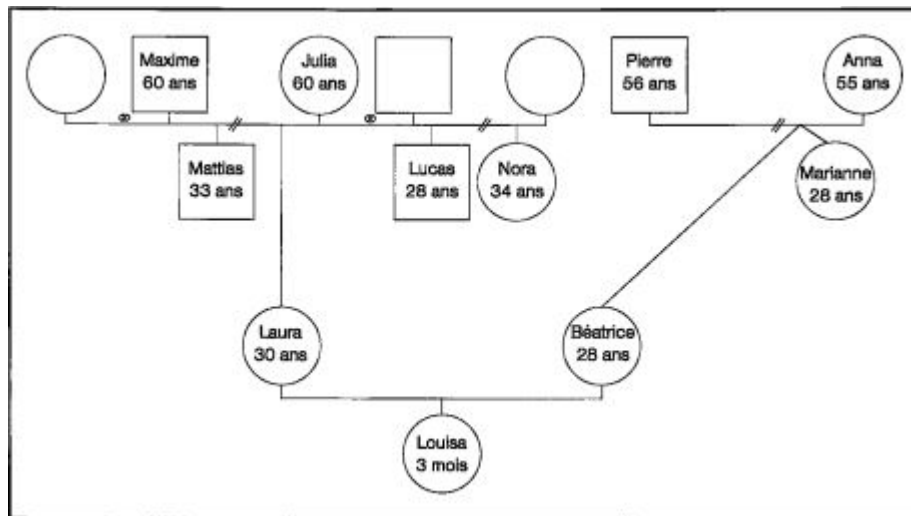 Maxime
60 ans
Julia
60 ans
Pierre
56 ans
Anna
55 ans
Mattias
33 ans
Lucas
28 ans
Nora
34 ans
Marianne
28 ans
Laura
30 ans
Béatrice
28 ans
Louisa
3 mois